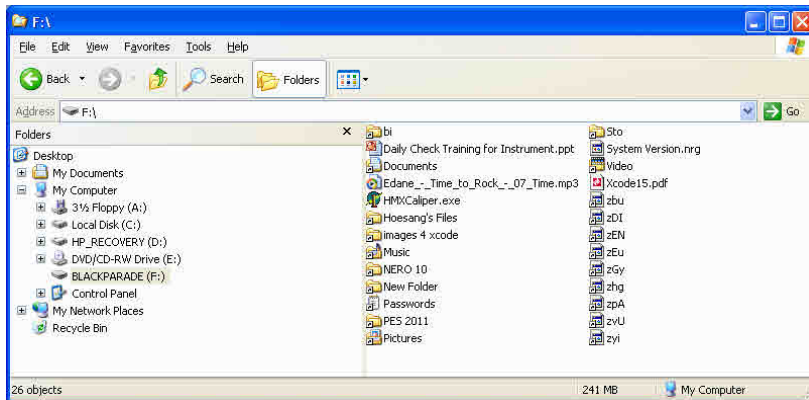 F:\
File Edit View Favorites Tools Help
Back Search Folders
Address F:\ Go
Folders
Desktop
My Documents
My Computer
3½ Floppy (A:)
Local Disk (C:)
HP_RECOVERY (D:)
DVD/CD-RW Drive (E:)
BLACKPARADE (F:)
Control Panel
My Network Places
Recycle Bin
bi
Daily Check Training for Instrument.ppt
Documents
Edane_-_Time_to_Rock_-_07_Time.mp3
HMXCaliper.exe
Hoesang's Files
images 4 xcode
Music
NERO 10
New Folder
Passwords
PES 2011
Pictures
Sto
System Version.nrg
Video
Xcode15.pdf
zbu
zDI
zEN
zEu
zGy
zhg
zpA
zvU
zyi
26 objects 241 MB My Computer